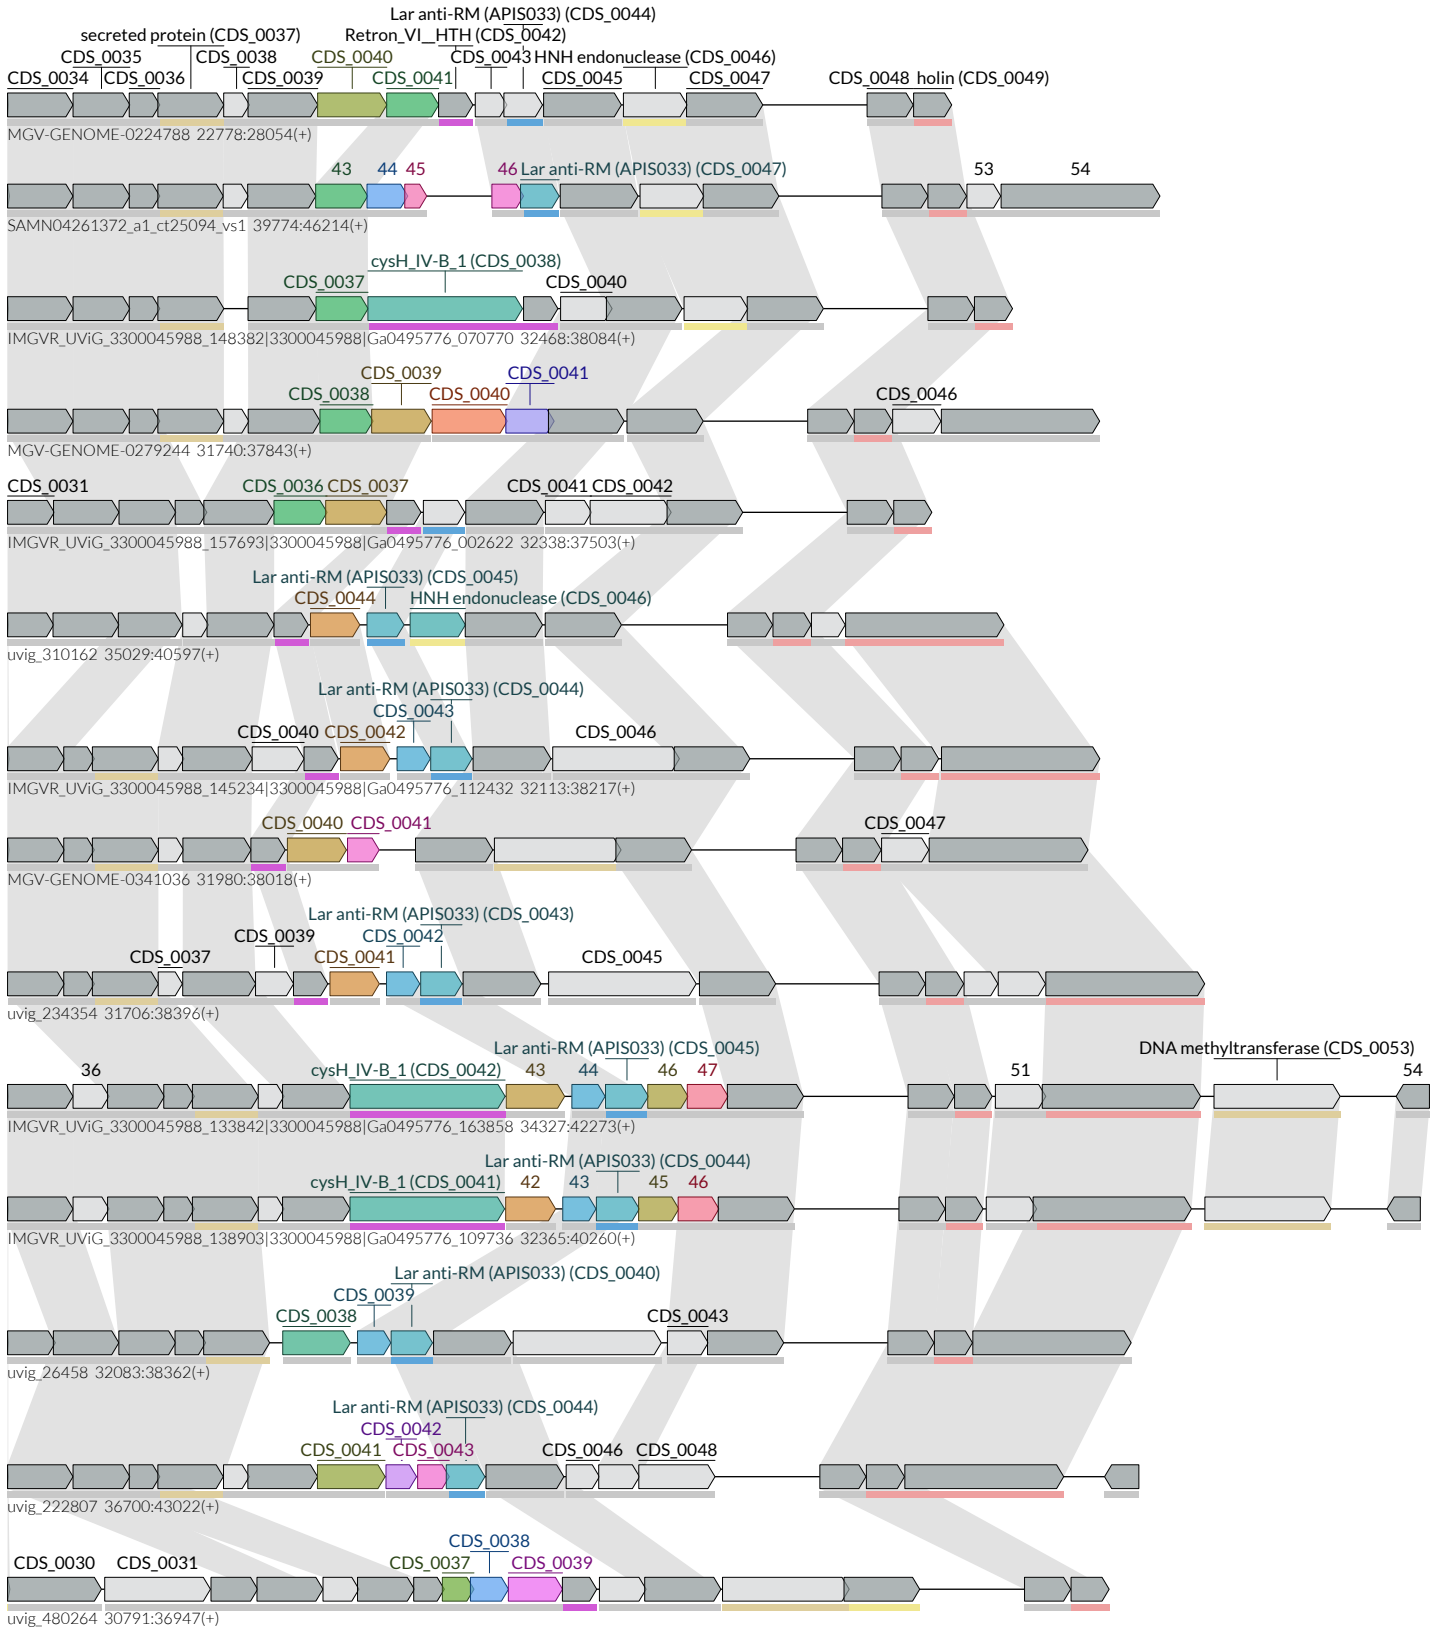 Lar anti-RM (APIS033) (CDS_0044)
secreted protein (CDS_0037) Retron_VI__HTH (CDS_0042)
CDS_0035 CDS_0038 CDS_0040 CDS_0043 HNH endonuclease (CDS_0046)
CDS_0034 CDS_0036 CDS_0039 CDS_0041 CDS_0045 CDS_0047 CDS_0048 holin (CDS_0049)
MGV-GENOME-0224788 22778:28054(+)
43 44 45 46 Lar anti-RM (APIS033) (CDS_0047) 53 54
SAMN04261372_a1_ct25094_vs1 39774:46214(+)
cysH_IV-B_1 (CDS_0038)
CDS_0037 CDS_0040
IMGVR_UViG_3300045988_148382|3300045988|Ga0495776_070770 32468:38084(+)
CDS_0039 CDS_0041
CDS_0038 CDS_0040 CDS_0046
MGV-GENOME-0279244 31740:37843(+)
CDS_0031 CDS_0036 CDS_0037 CDS_0041 CDS_0042
IMGVR_UViG_3300045988_157693|3300045988|Ga0495776_002622 32338:37503(+)
Lar anti-RM (APIS033) (CDS_0045)
CDS_0044 HNH endonuclease (CDS_0046)
uvig_310162 35029:40597(+)
Lar anti-RM (APIS033) (CDS_0044)
CDS_0043
CDS_0040 CDS_0042 CDS_0046
IMGVR_UViG_3300045988_145234|3300045988|Ga0495776_112432 32113:38217(+)
CDS_0040 CDS_0041 CDS_0047
MGV-GENOME-0341036 31980:38018(+)
Lar anti-RM (APIS033) (CDS_0043)
CDS_0039 CDS_0042
CDS_0037 CDS_0041 CDS_0045
uvig_234354 31706:38396(+)
Lar anti-RM (APIS033) (CDS_0045) DNA methyltransferase (CDS_0053)
36 cysH_IV-B_1 (CDS_0042) 43 44 46 47 51 54
IMGVR_UViG_3300045988_133842|3300045988|Ga0495776_163858 34327:42273(+)
Lar anti-RM (APIS033) (CDS_0044)
cysH_IV-B_1 (CDS_0041) 42 43 45 46
IMGVR_UViG_3300045988_138903|3300045988|Ga0495776_109736 32365:40260(+)
Lar anti-RM (APIS033) (CDS_0040)
CDS_0039
CDS_0038 CDS_0043
uvig_26458 32083:38362(+)
Lar anti-RM (APIS033) (CDS_0044)
CDS_0042
CDS_0041 CDS_0043 CDS_0046 CDS_0048
uvig_222807 36700:43022(+)
CDS_0038
CDS_0030 CDS_0031 CDS_0037 CDS_0039
uvig_480264 30791:36947(+)